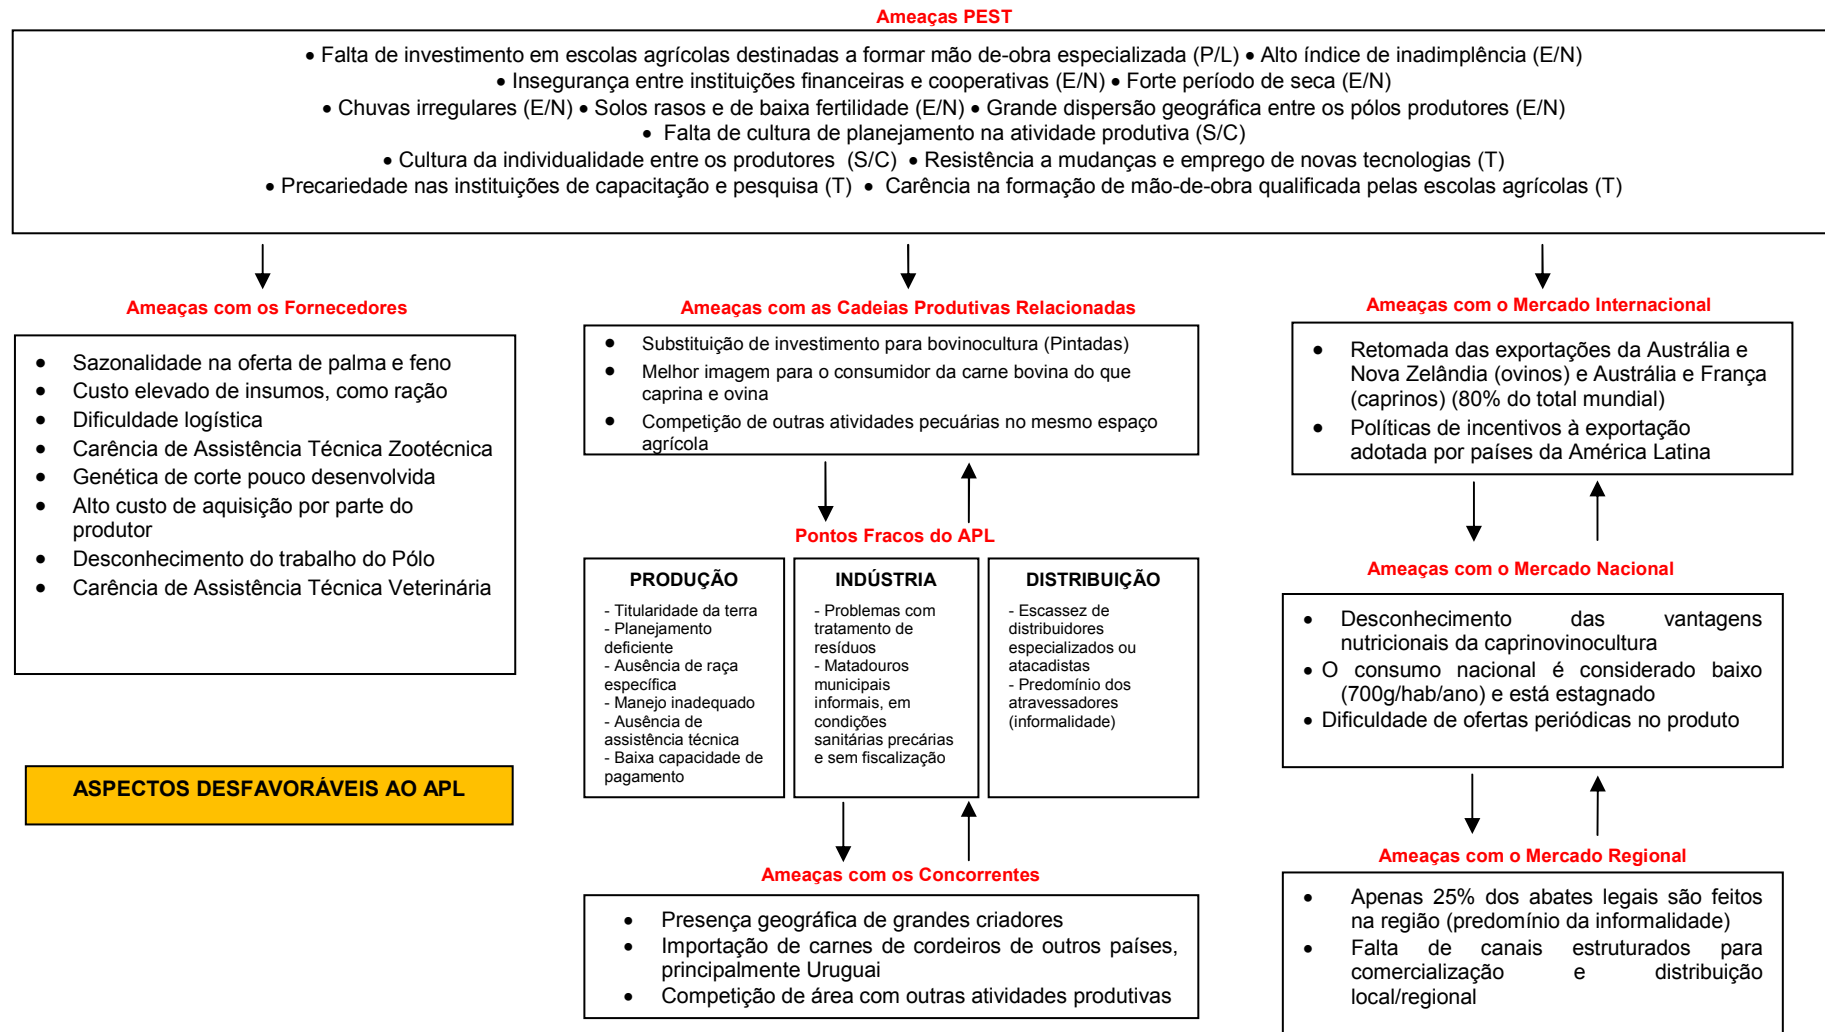 Ameaças PEST
• Falta de investimento em escolas agrícolas destinadas a formar mão de-obra especializada (P/L) • Alto índice de inadimplência (E/N)
• Insegurança entre instituições financeiras e cooperativas (E/N) • Forte período de seca (E/N)
• Chuvas irregulares (E/N) • Solos rasos e de baixa fertilidade (E/N) • Grande dispersão geográfica entre os pólos produtores (E/N)
• Falta de cultura de planejamento na atividade produtiva (S/C)
• Cultura da individualidade entre os produtores (S/C) • Resistência a mudanças e emprego de novas tecnologias (T)
• Precariedade nas instituições de capacitação e pesquisa (T) • Carência na formação de mão-de-obra qualificada pelas escolas agrícolas (T)
Ameaças com os Fornecedores
• Sazonalidade na oferta de palma e feno
• Custo elevado de insumos, como ração
• Dificuldade logística
• Carência de Assistência Técnica Zootécnica
• Genética de corte pouco desenvolvida
• Alto custo de aquisição por parte do
produtor
• Desconhecimento do trabalho do Pólo
• Carência de Assistência Técnica Veterinária
ASPECTOS DESFAVORÁVEIS AO APL
Ameaças com as Cadeias Produtivas Relacionadas
• Substituição de investimento para bovinocultura (Pintadas)
• Melhor imagem para o consumidor da carne bovina do que
caprina e ovina
• Competição de outras atividades pecuárias no mesmo espaço
agrícola
Pontos Fracos do APL
PRODUÇÃO
- Titularidade da terra
- Planejamento
deficiente
- Ausência de raça
específica
- Manejo inadequado
- Ausência de
assistência técnica
- Baixa capacidade de
pagamento
INDÚSTRIA
- Problemas com
tratamento de
resíduos
- Matadouros
municipais
informais, em
condições
sanitárias precárias
e sem fiscalização
DISTRIBUIÇÃO
- Escassez de
distribuidores
especializados ou
atacadistas
- Predomínio dos
atravessadores
(informalidade)
Ameaças com os Concorrentes
• Presença geográfica de grandes criadores
• Importação de carnes de cordeiros de outros países,
principalmente Uruguai
• Competição de área com outras atividades produtivas
Ameaças com o Mercado Internacional
• Retomada das exportações da Austrália e
Nova Zelândia (ovinos) e Austrália e França
(caprinos) (80% do total mundial)
• Políticas de incentivos à exportação
adotada por países da América Latina
Ameaças com o Mercado Nacional
• Desconhecimento das vantagens
nutricionais da caprinovinocultura
• O consumo nacional é considerado baixo
(700g/hab/ano) e está estagnado
• Dificuldade de ofertas periódicas no produto
Ameaças com o Mercado Regional
• Apenas 25% dos abates legais são feitos
na região (predomínio da informalidade)
• Falta de canais estruturados para
comercialização e distribuição
local/regional